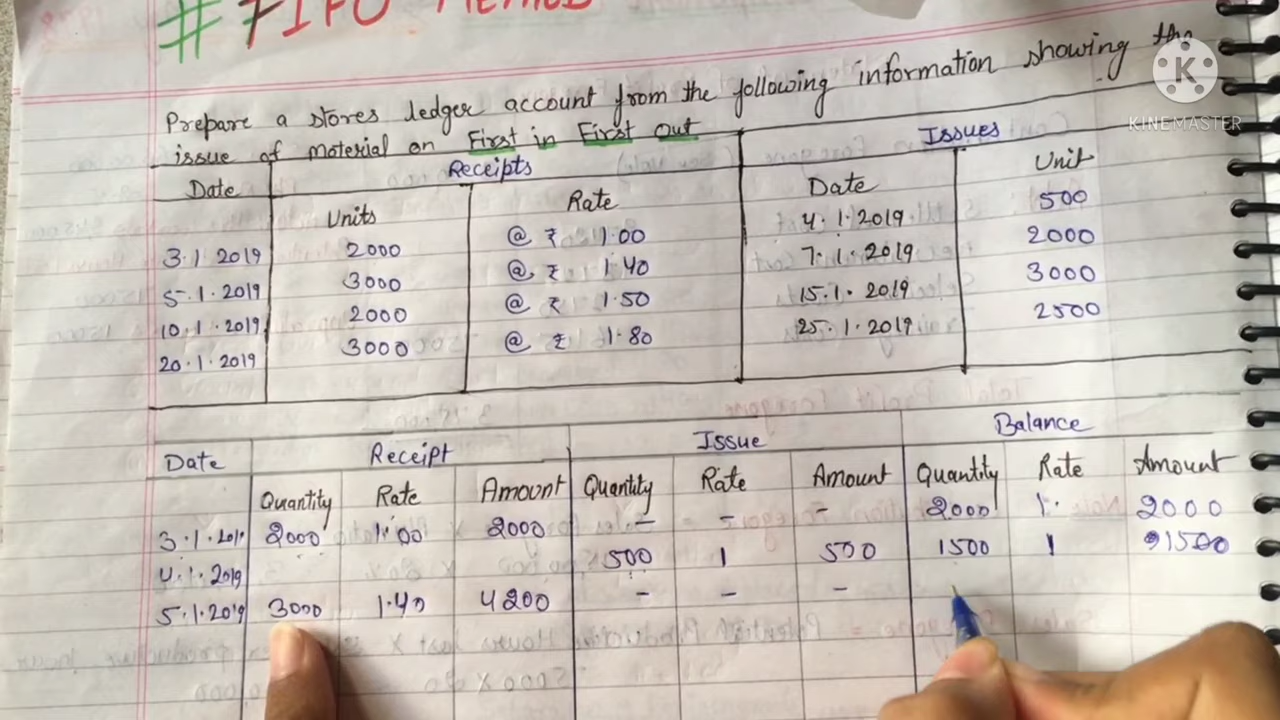 #FIFO METHOD
Prepare a stores ledger account from the following information showing the
issue of material on First in First Out
Receipts Issues
Date Units Rate Date Unit
3.1.2019 2000 @ ₹ 1.00 4.1.2019 500
5.1.2019 3000 @ ₹ 1.40 7.1.2019 2000
10.1.2019 2000 @ ₹ 1.50 15.1.2019 3000
20.1.2019 3000 @ ₹ 1.80 25.1.2019 2500
Date Receipt Issue Balance
Quantity Rate Amount Quantity Rate Amount Quantity Rate Amount
3.1.2019 2000 1.00 2000 - - - 2000 1. 2000
4.1.2019 500 1 500 1500 1 1500
5.1.2019 3000 1.40 4200 - - -
K
KINEMASTER